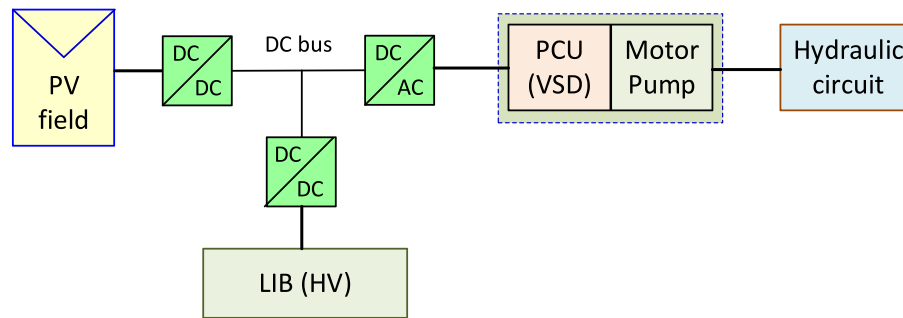 PV
field
DC
DC
DC bus
DC
AC
PCU
(VSD)
Motor
Pump
Hydraulic
circuit
DC
DC
LIB (HV)